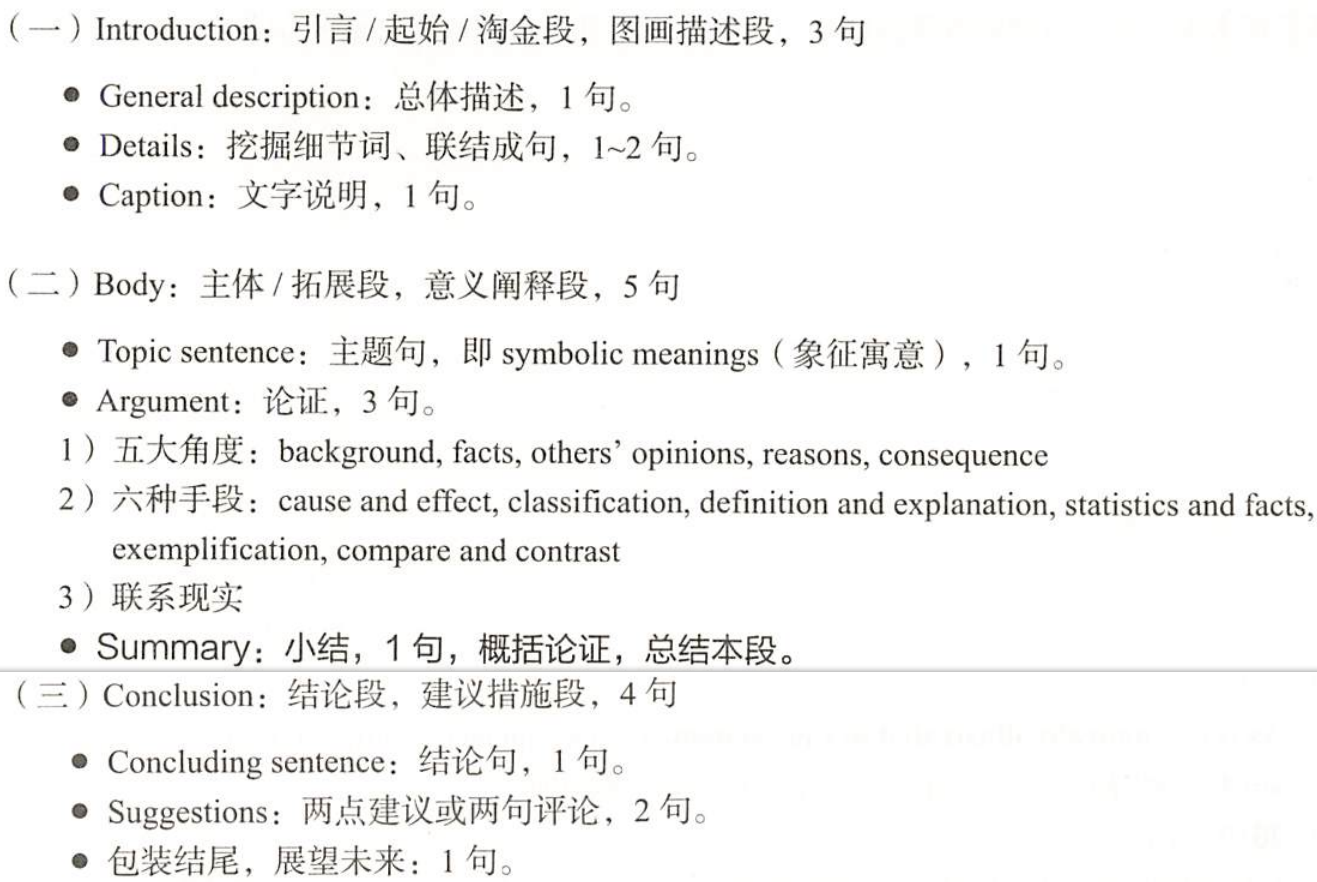 （一）Introduction：引言 / 起始 / 淘金段，图画描述段，3 句
● General description：总体描述，1 句。
● Details：挖掘细节词、联结成句，1~2 句。
● Caption：文字说明，1 句。
（二）Body：主体 / 拓展段，意义阐释段，5 句
● Topic sentence：主题句，即 symbolic meanings（象征寓意），1 句。
● Argument：论证，3 句。
1）五大角度：background, facts, others’ opinions, reasons, consequence
2）六种手段：cause and effect, classification, definition and explanation, statistics and facts,
exemplification, compare and contrast
3）联系现实
● Summary：小结，1 句，概括论证，总结本段。
（三）Conclusion：结论段，建议措施段，4 句
● Concluding sentence：结论句，1 句。
● Suggestions：两点建议或两句评论，2 句。
● 包装结尾，展望未来：1 句。